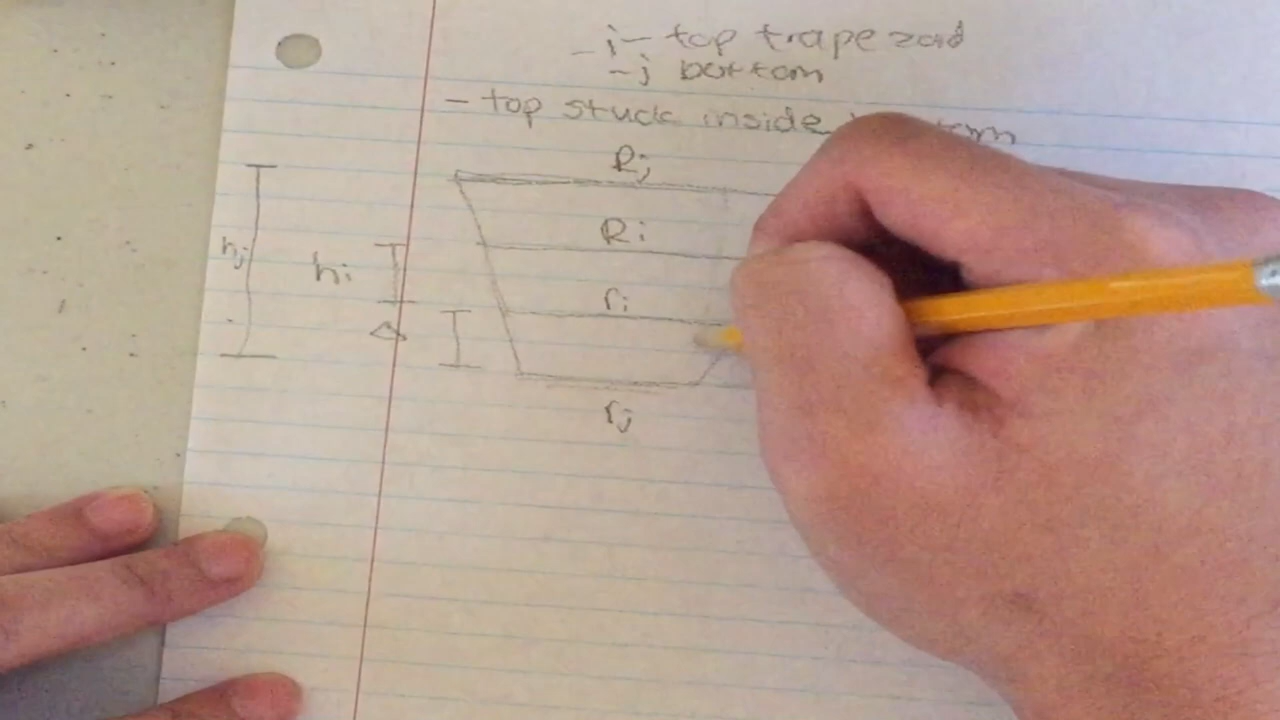 - i- top trapezoid
-j bottom
- top stuck inside
Rj
Ri
hj
hi
ri
Δ
rj